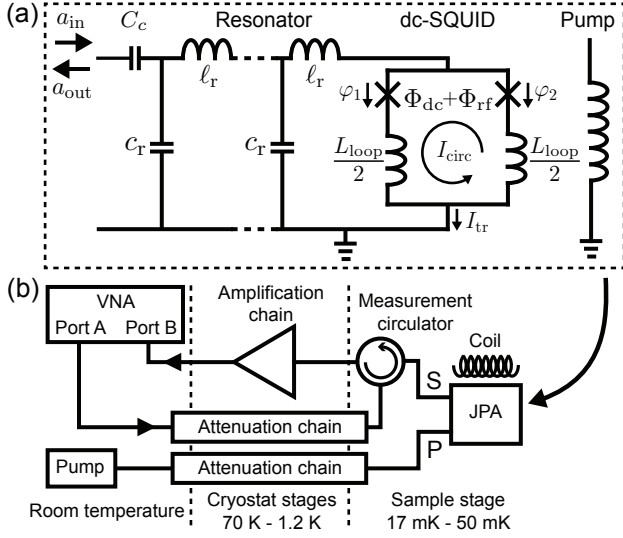 (a)
a_in
C_c
Resonator
dc-SQUID
Pump
a_out
ℓ_r
ℓ_r
φ_1
Φ_dc+Φ_rf
φ_2
c_r
c_r
L_loop
2
I_circ
L_loop
2
I_tr
(b)
VNA
Port A Port B
Amplification
chain
Measurement
circulator
Coil
S
JPA
Attenuation chain
P
Pump
Attenuation chain
Room temperature
Cryostat stages
70 K - 1.2 K
Sample stage
17 mK - 50 mK